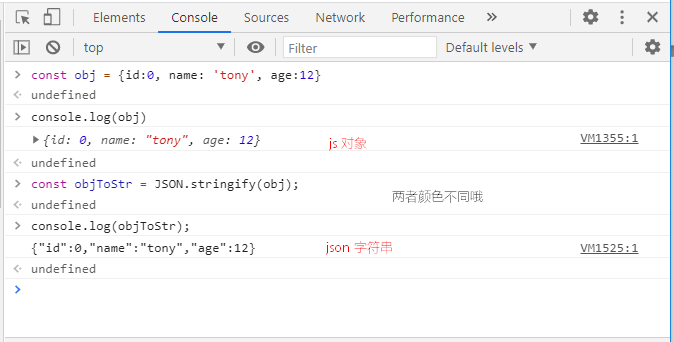 Elements Console Sources Network Performance
top Filter Default levels
const obj = {id:0, name: 'tony', age:12}
undefined
console.log(obj)
{id: 0, name: "tony", age: 12} js 对象 VM1355:1
undefined
const objToStr = JSON.stringify(obj);
两者颜色不同哦
undefined
console.log(objToStr);
{"id":0,"name":"tony","age":12} json 字符串 VM1525:1
undefined